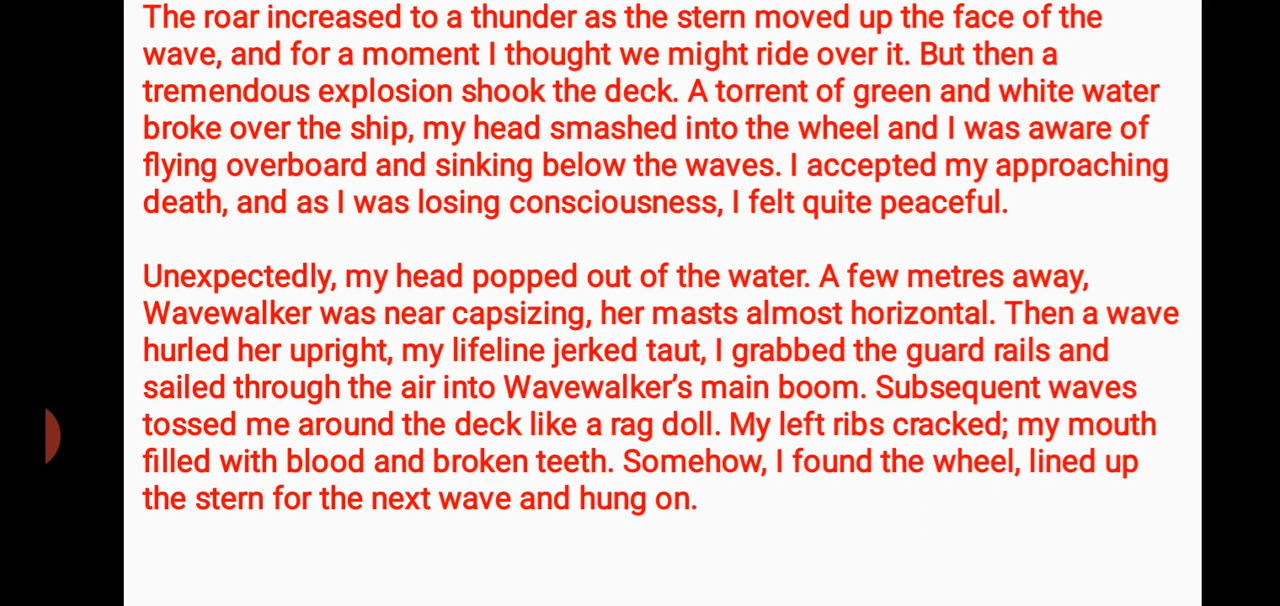 The roar increased to a thunder as the stern moved up the face of the
wave, and for a moment I thought we might ride over it. But then a
tremendous explosion shook the deck. A torrent of green and white water
broke over the ship, my head smashed into the wheel and I was aware of
flying overboard and sinking below the waves. I accepted my approaching
death, and as I was losing consciousness, I felt quite peaceful.
Unexpectedly, my head popped out of the water. A few metres away,
Wavewalker was near capsizing, her masts almost horizontal. Then a wave
hurled her upright, my lifeline jerked taut, I grabbed the guard rails and
sailed through the air into Wavewalker’s main boom. Subsequent waves
tossed me around the deck like a rag doll. My left ribs cracked; my mouth
filled with blood and broken teeth. Somehow, I found the wheel, lined up
the stern for the next wave and hung on.